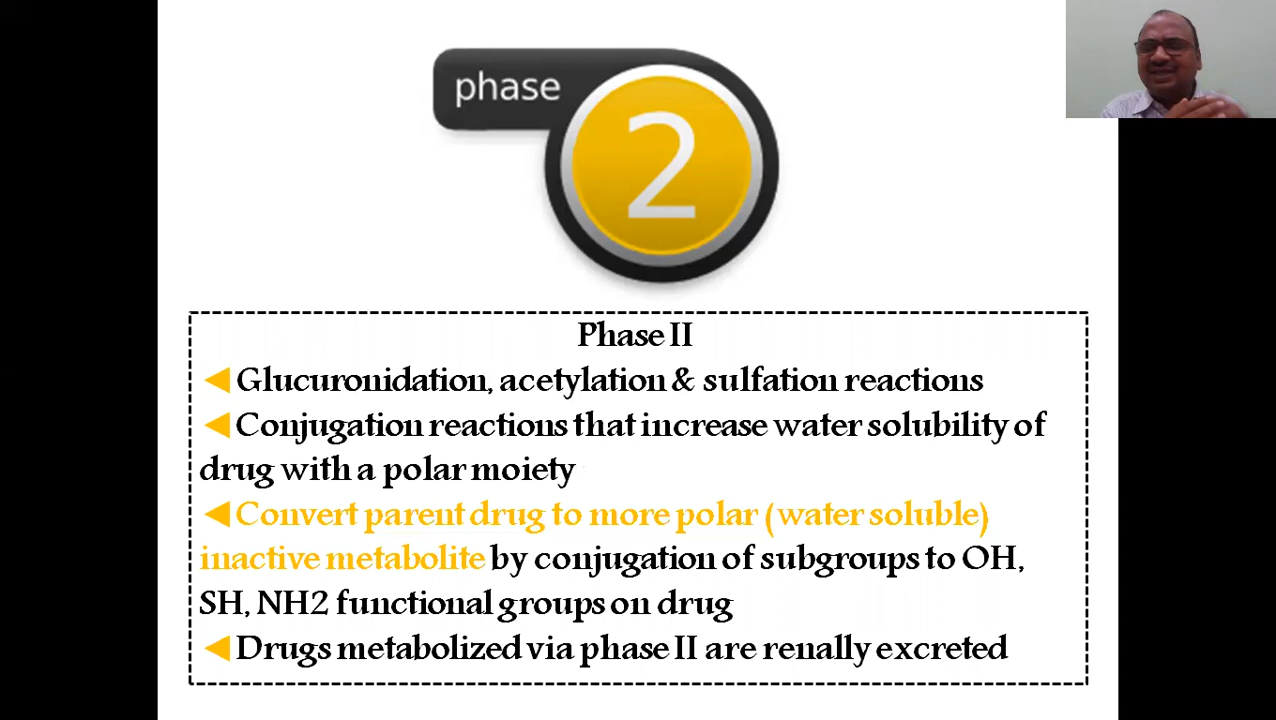 phase
2
Phase II
◄Glucuronidation, acetylation & sulfation reactions
◄Conjugation reactions that increase water solubility of
drug with a polar moiety
◄Convert parent drug to more polar (water soluble)
inactive metabolite by conjugation of subgroups to OH,
SH, NH2 functional groups on drug
◄Drugs metabolized via phase II are renally excreted